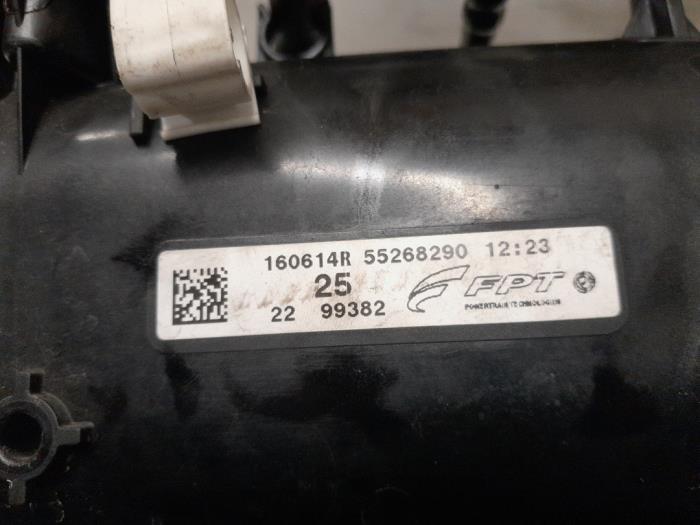 160614R 55268290 12:23
25
22 99382
FPT
POWERTRAIN TECHNOLOGIES